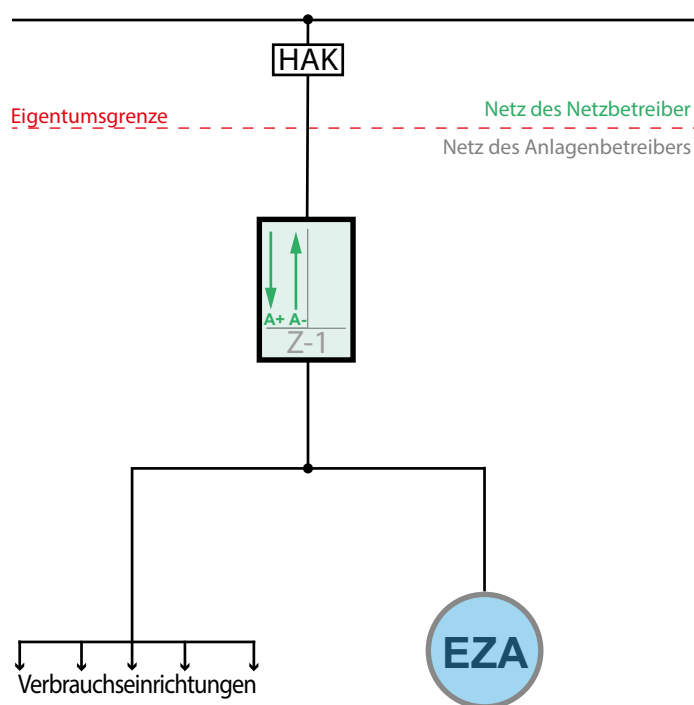 HAK
Eigentumsgrenze
Netz des Netzbetreiber
Netz des Anlagenbetreibers
A+ A-
Z-1
EZA
Verbrauchseinrichtungen